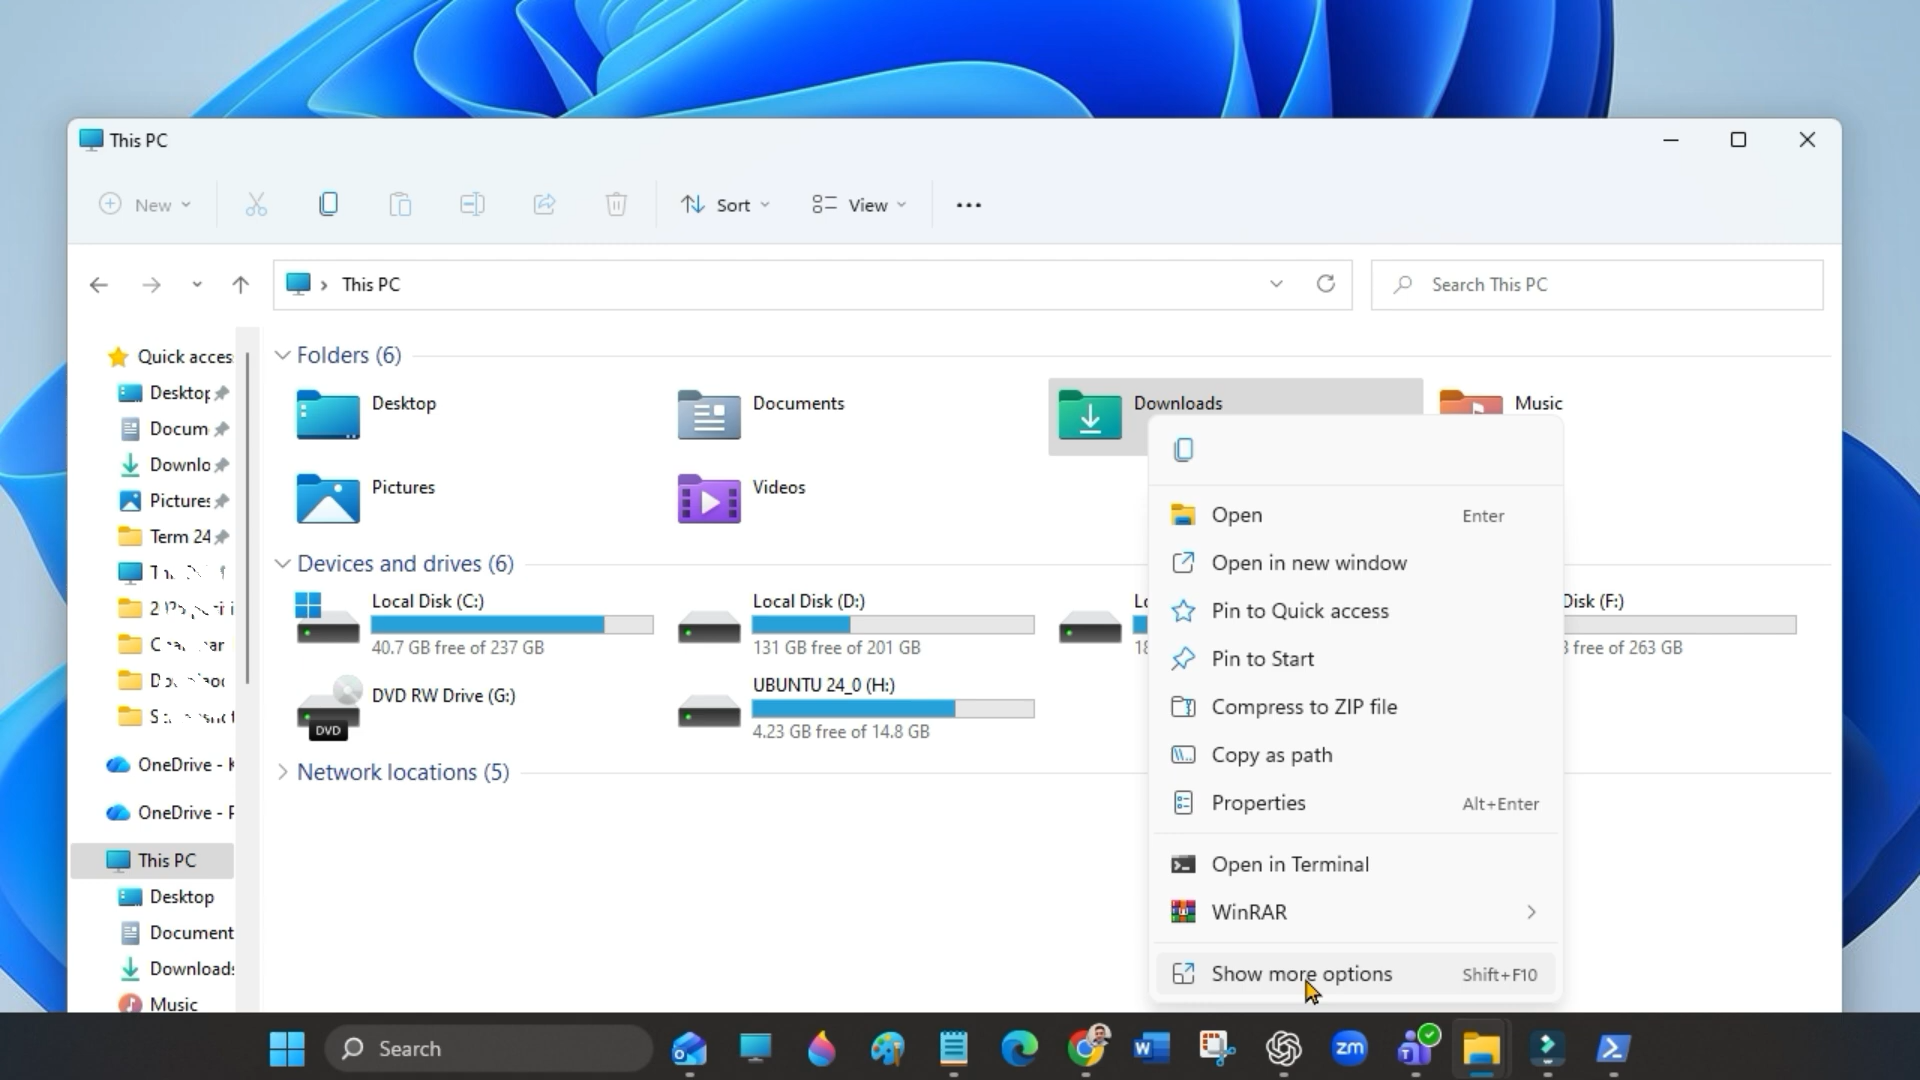 This PC
New
Sort
View
This PC
Search This PC
Quick acces
Desktop
Docum
Downlo
Pictures
Term 24
OneDrive - K
OneDrive -
This PC
Desktop
Document
Downloads
Music
Folders (6)
Desktop
Documents
Downloads
Music
Pictures
Videos
Devices and drives (6)
Local Disk (C:)
40.7 GB free of 237 GB
Local Disk (D:)
131 GB free of 201 GB
Disk (F:)
free of 263 GB
DVD RW Drive (G:)
DVD
UBUNTU 24_0 (H:)
4.23 GB free of 14.8 GB
Network locations (5)
Open Enter
Open in new window
Pin to Quick access
Pin to Start
Compress to ZIP file
Copy as path
Properties Alt+Enter
Open in Terminal
WinRAR
Show more options Shift+F10
Search
W
zm
T